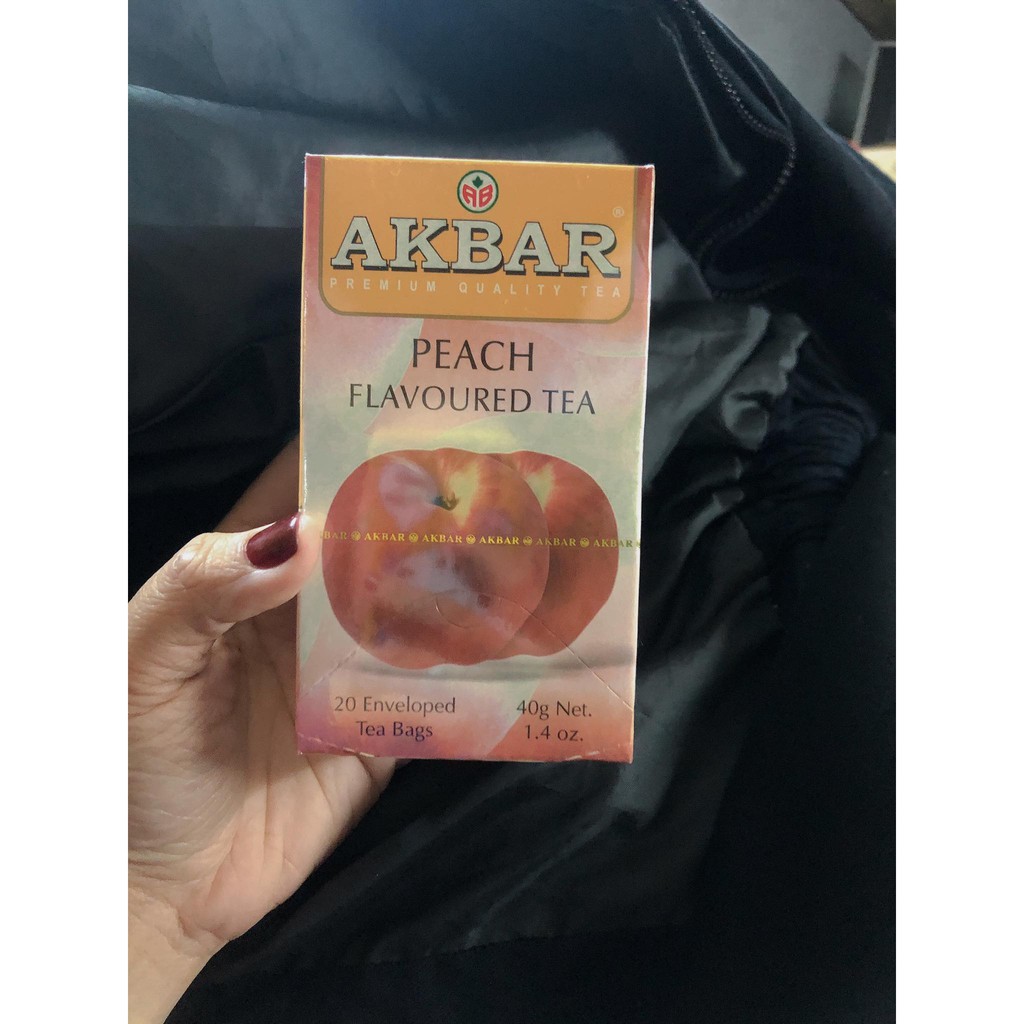 AB
AKBAR®
PREMIUM QUALITY TEA
PEACH
FLAVOURED TEA
BAR AKBAR AKBAR AKBAR AKBAR AKBAR
20 Enveloped
Tea Bags
40g Net.
1.4 oz.